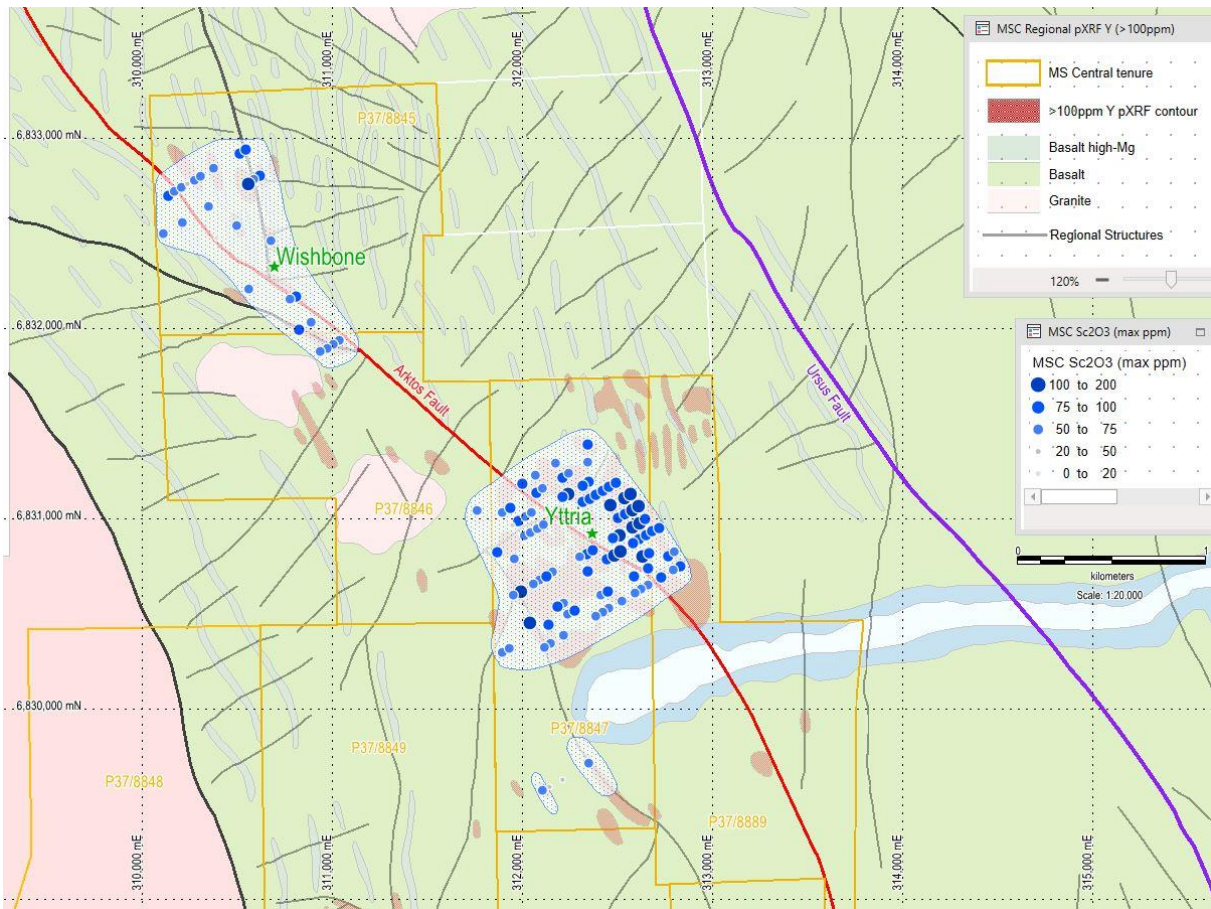 310,000 mE
311,000 mE
312,000 mE
313,000 mE
314,000 mE
MSC Regional pXRF Y (>100ppm)
MS Central tenure
>100ppm Y pXRF contour
Basalt high-Mg
Basalt
Granite
Regional Structures
120%
P37/8845
6,833,000 mN
Wishbone
6,832,000 mN
MSC Sc2O3 (max ppm)
MSC Sc2O3 (max ppm)
100 to 200
75 to 100
50 to 75
20 to 50
0 to 20
Arktos Fault
Ursus Fault
6,831,000 mN
P37/8846
Yttria
0 1
kilometers
Scale: 1:20.000
6,830,000 mN
P37/8847
P37/8849
P37/8848
P37/8889
310,000 mE
311,000 mE
312,000 mE
313,000 mE
314,000 mE
315,000 mE